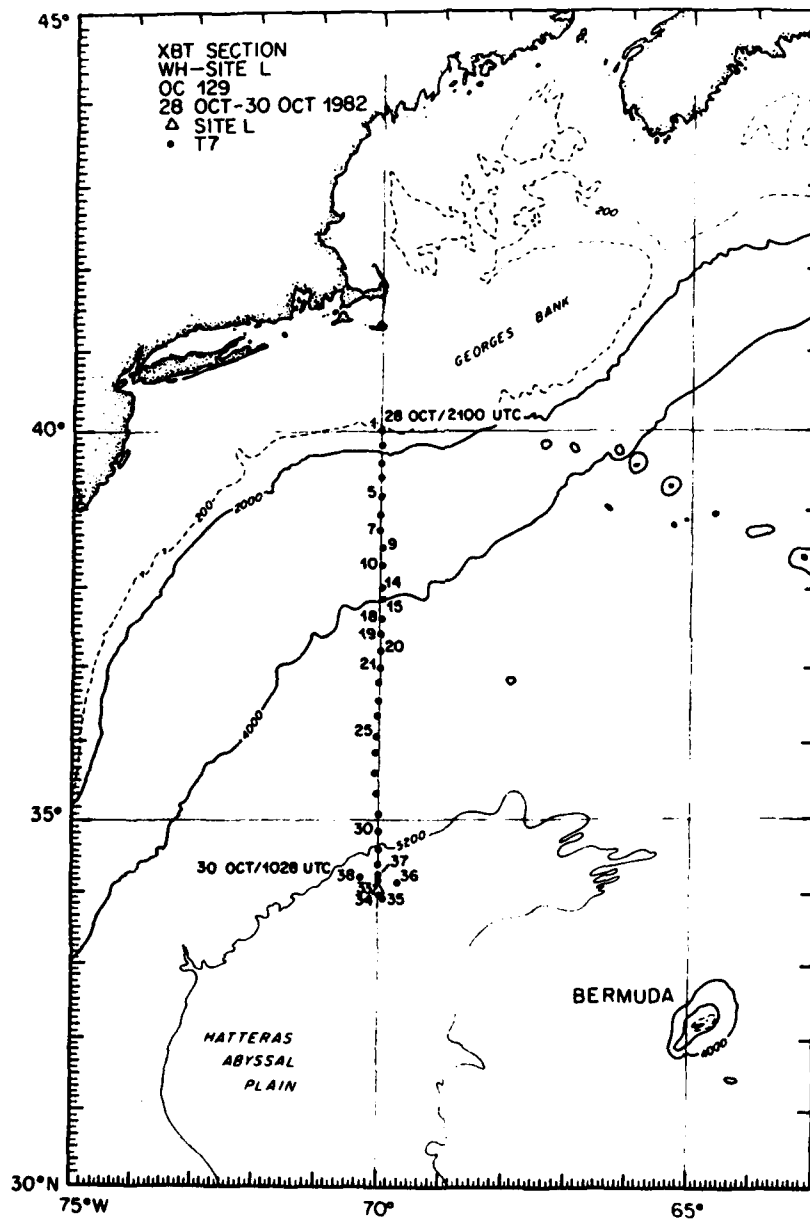 45°
XBT SECTION
WH-SITE L
OC 129
28 OCT-30 OCT 1982
△ SITE L
• T7
200
GEORGES BANK
1 28 OCT/2100 UTC
40°
200
2000
5
7
9
10
14
15
18
19
20
21
4000
25
35°
30
5200
30 OCT/1028 UTC
37
38
36
33
34
35
BERMUDA
4000
HATTERAS
ABYSSAL
PLAIN
30°N
75°W
70°
65°